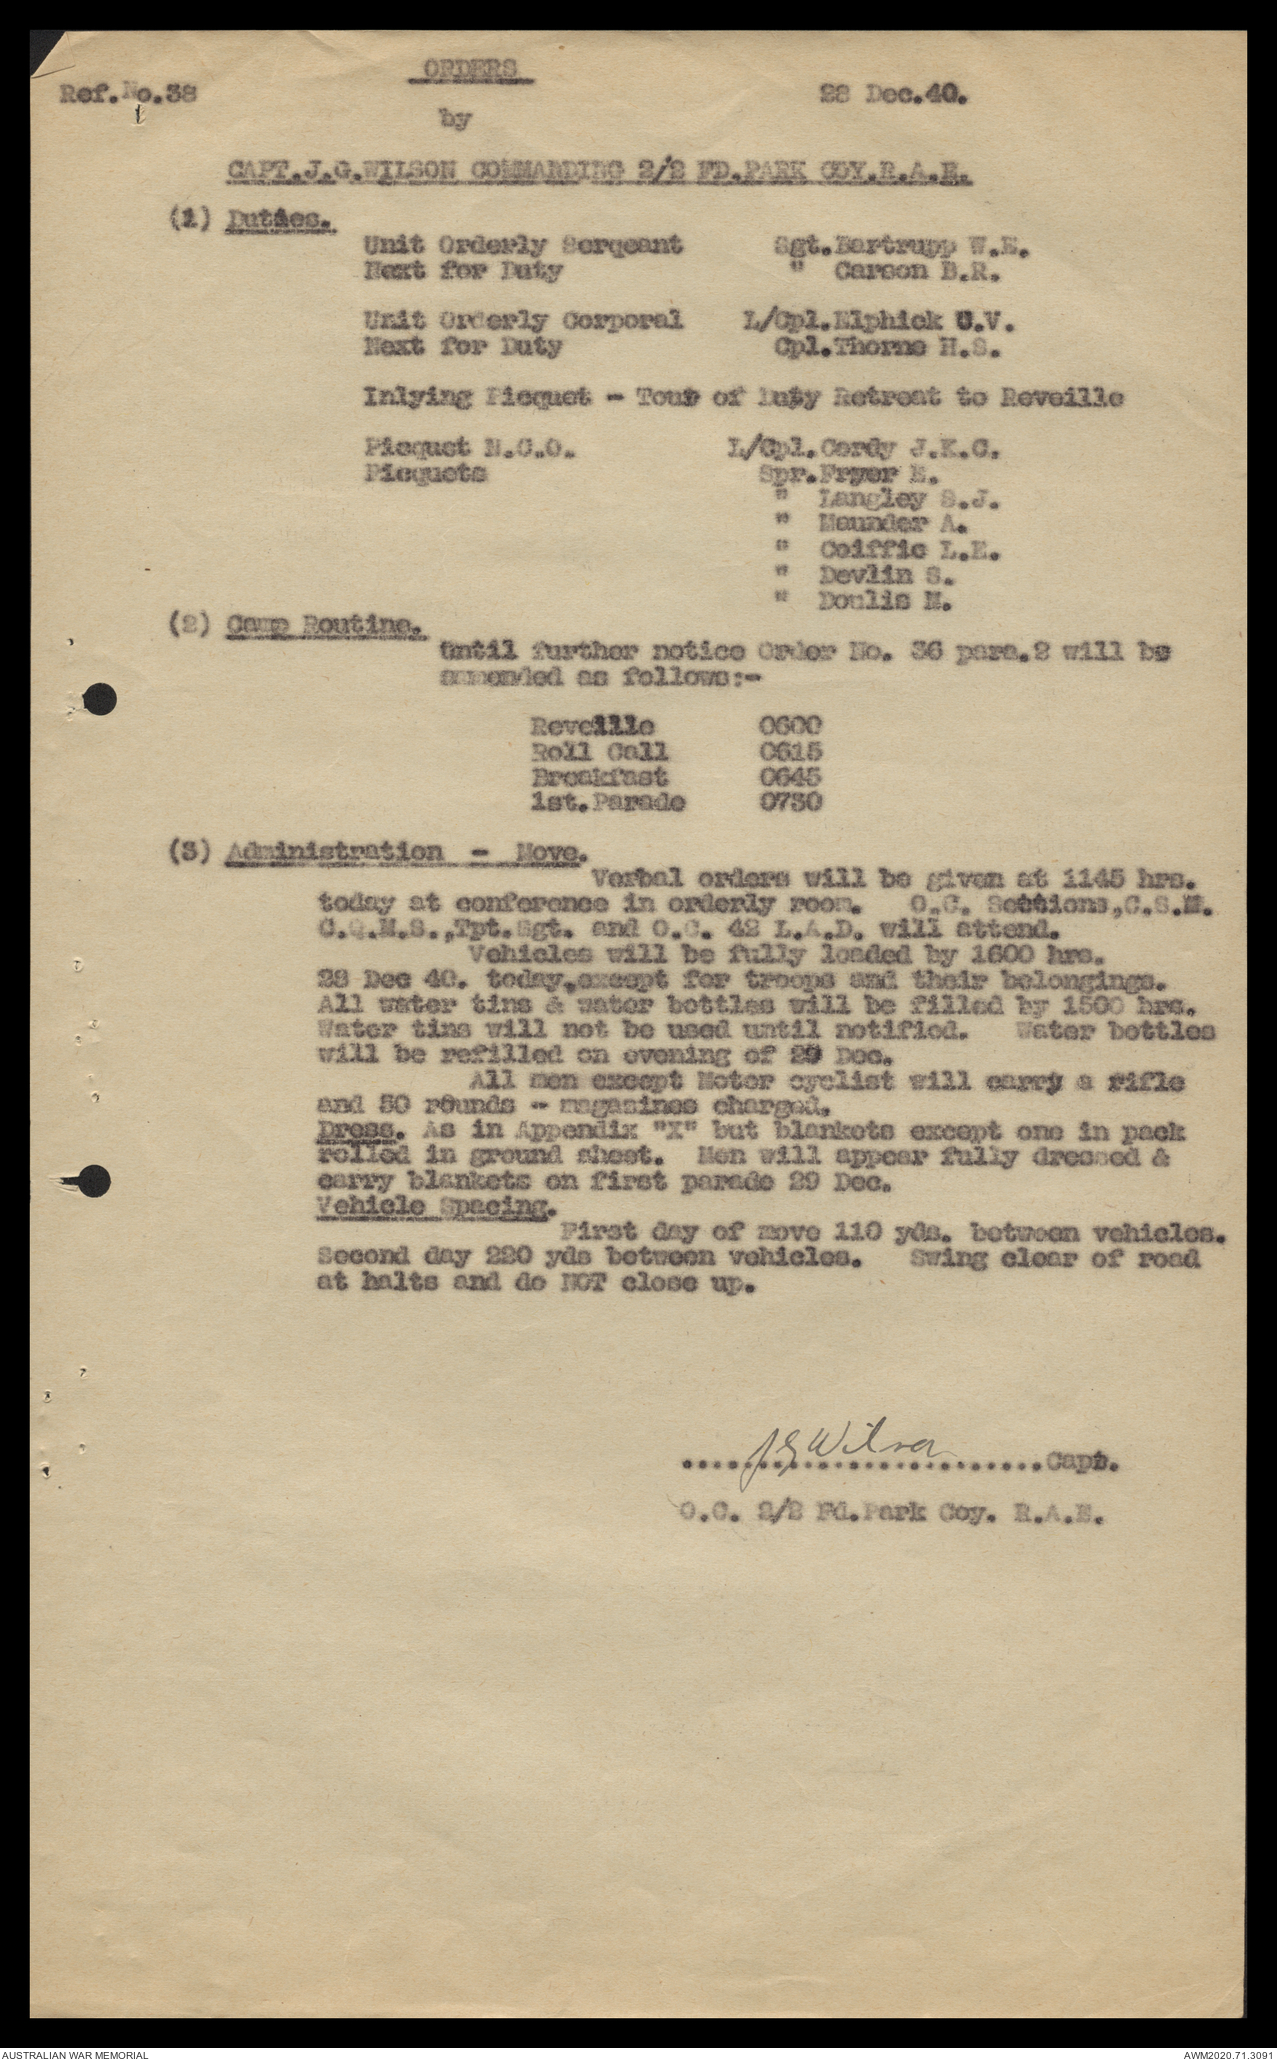 ORDERS
Ref.No.38 28 Dec.40.
by
CAPT.J.G.WILSON COMMANDING 2/2 FD.PARK COY.R.A.E.
(1) Duties.
Unit Orderly Sergeant Sgt.Bartrupp W.E.
Next for Duty " Carson B.R.
Unit Orderly Corporal L/Cpl.Elphick U.V.
Next for Duty Cpl.Thorne H.S.
Inlying Picquet - Tour of Duty Retreat to Reveille
Picquet N.C.O. L/Cpl.Cordy J.K.C.
Picquets Spr.Fryer E.
" Langley S.J.
" Maunder A.
" Coiffic L.E.
" Devlin S.
" Doulis M.
(2) Camp Routine.
Until further notice Order No. 36 para.2 will be
ammended as follows:-
Reveille 0600
Roll Call 0615
Breakfast 0645
1st.Parade 0730
(3) Administration - Move.
Verbal orders will be given at 1145 hrs.
today at conference in orderly room. O.C. Sections,C.S.M.
C.Q.M.S.,Tpt.Sgt. and O.C. 42 L.A.D. will attend.
Vehicles will be fully loaded by 1600 hrs.
28 Dec 40. today,except for troops and their belongings.
All water tins & water bottles will be filled by 1500 hrs.
Water tins will not be used until notified. Water bottles
will be refilled on evening of 29 Dec.
All men except Motor cyclist will carry a rifle
and 50 rounds - magazines charged.
Dress. As in Appendix "X" but blankets except one in pack
rolled in ground sheet. Men will appear fully dressed &
carry blankets on first parade 29 Dec.
Vehicle Spacing.
First day of move 110 yds. between vehicles.
Second day 220 yds between vehicles. Swing clear of road
at halts and do NOT close up.
JGWilson
........................Capt.
O.C. 2/2 Fd.Park Coy. R.A.E.
AUSTRALIAN WAR MEMORIAL AWM2020.71.3091